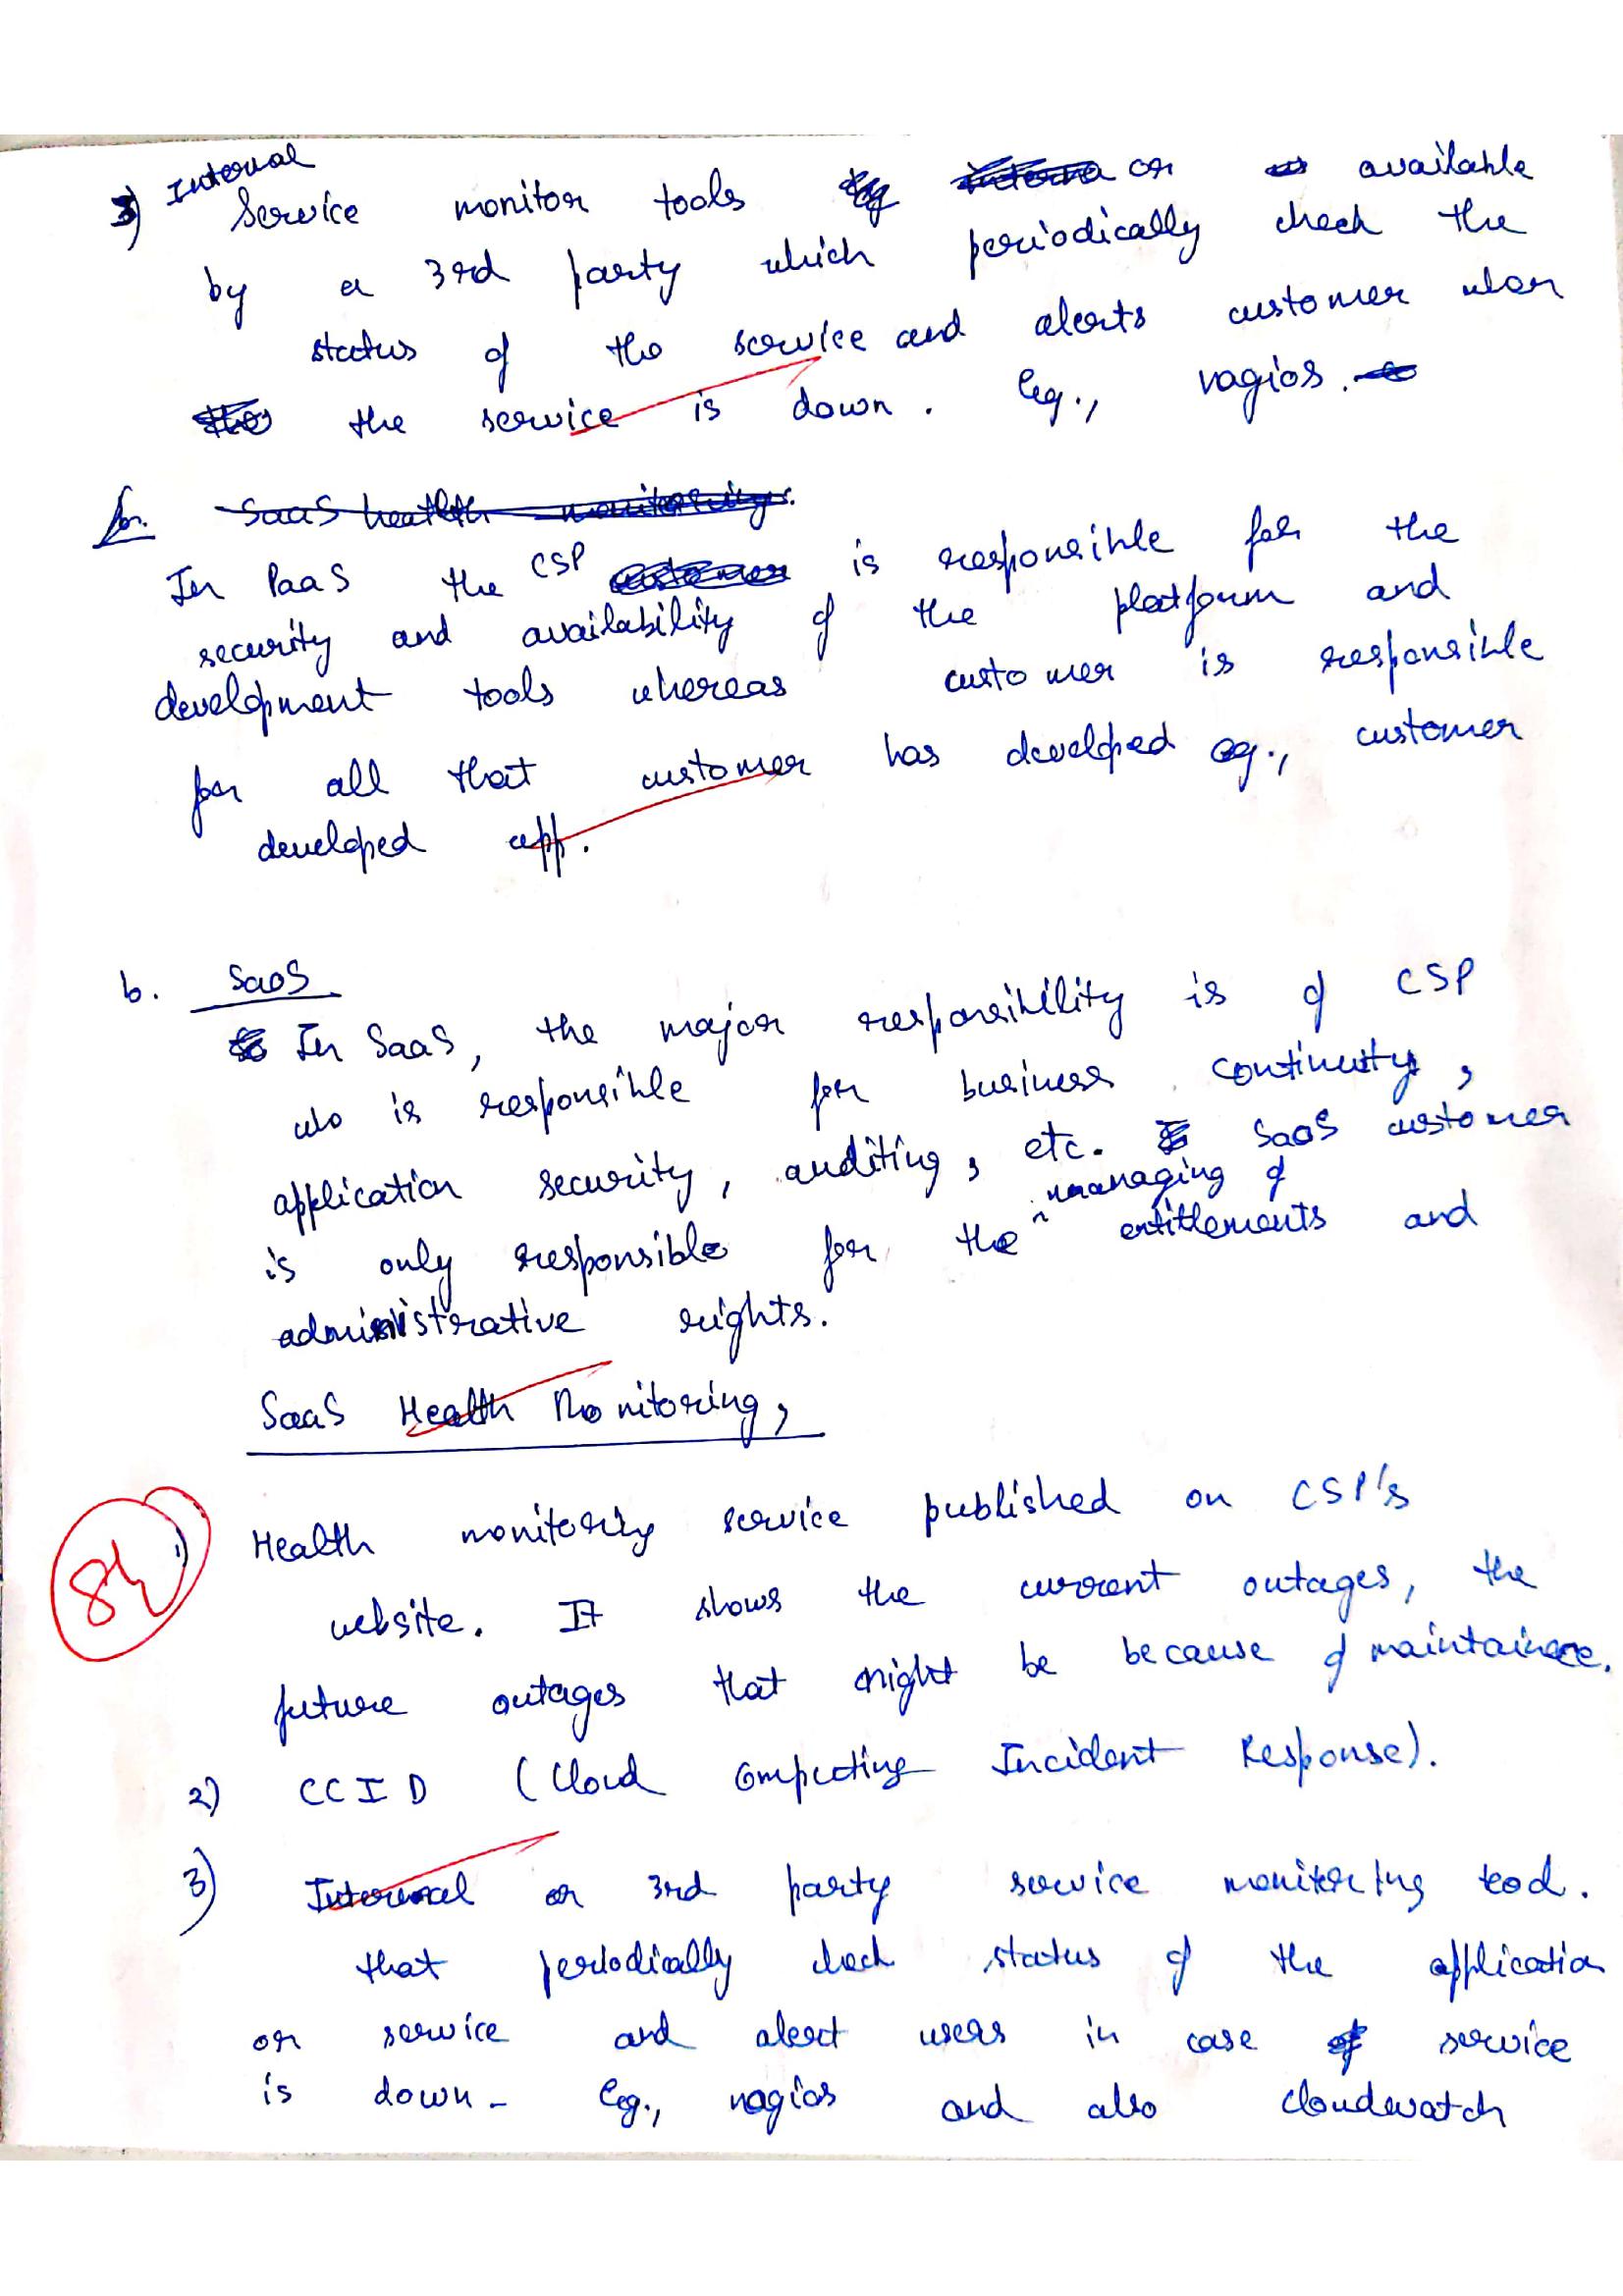 3) Internal
Service monitor tools or available
by a 3rd party which periodically check the
status of the service and alerts customer when
the service is down. Eg., nagios.
b. SaaS health monitoring.
In PaaS the CSP is responsible for the
security and availability of the platform and
development tools whereas customer is responsible
for all that customer has developed eg., customer
developed app.
b. SaaS
In SaaS, the major responsibility is of CSP
who is responsible for business continuity,
application security, auditing, etc. SaaS customer
is only responsible for the ^ managing of entitlements and
administrative rights.
SaaS Health Monitoring,
1) Health monitoring service published on CSP's
website. It shows the current outages, the
future outages that might be because of maintainece.
2) CCID (Cloud Computing Incident Response).
3) Internal or 3rd party service monitoring tool.
that periodically check status of the application
or service and alert users in case of service
is down. Eg., nagios and also cloudwatch